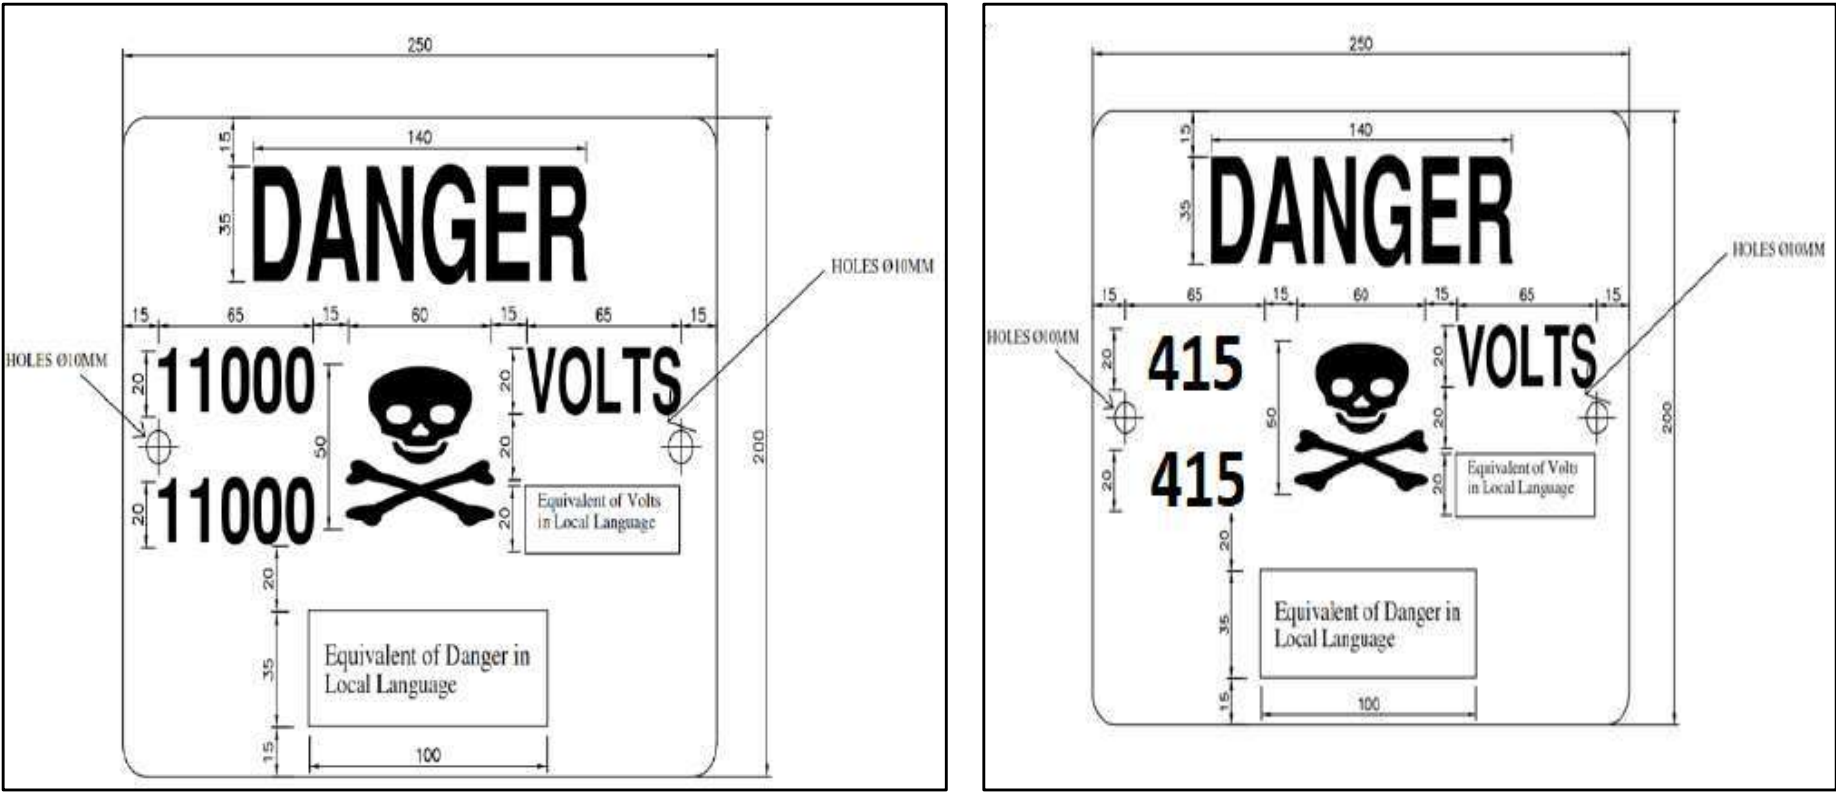 250
15
140
35
DANGER
HOLES Ø10MM
15 65 15 60 15 65 15
HOLES Ø10MM
20
11000
50
20
VOLTS
20
200
20
11000
20
Equivalent of Volts
in Local Language
20
35
Equivalent of Danger in
Local Language
15
100
250
15
140
35
DANGER
HOLES Ø10MM
15 65 15 60 15 65 15
HOLES Ø10MM
20
415
50
20
VOLTS
20
200
20
415
20
Equivalent of Volts
in Local Language
20
35
Equivalent of Danger in
Local Language
15
100